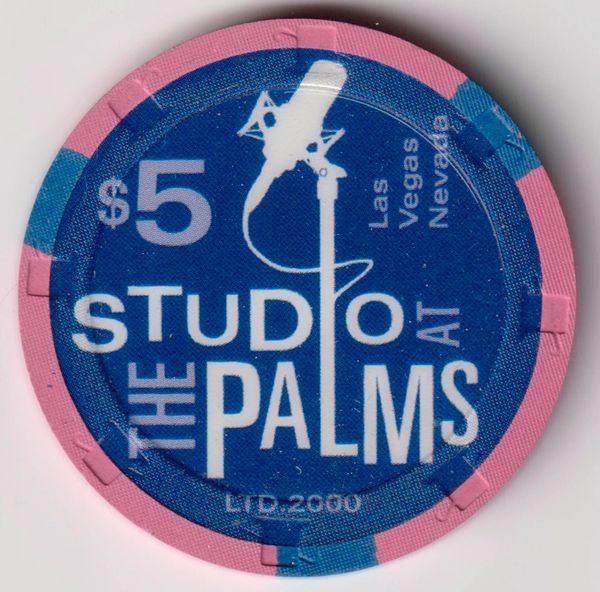 $5
Las
Vegas
Nevada
STUDIO AT
THE PALMS
LTD.2000